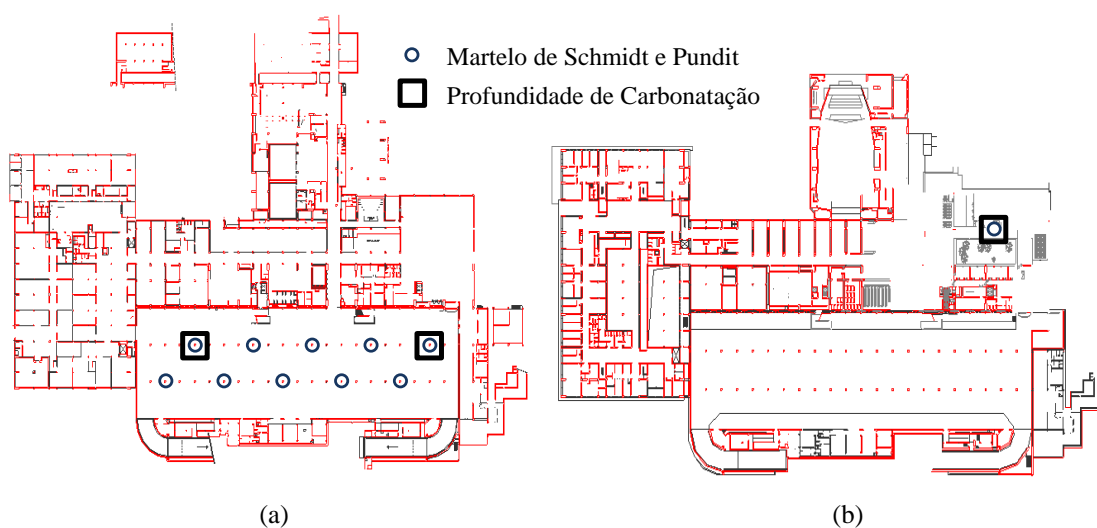 Martelo de Schmidt e Pundit
Profundidade de Carbonatação
(a)
(b)